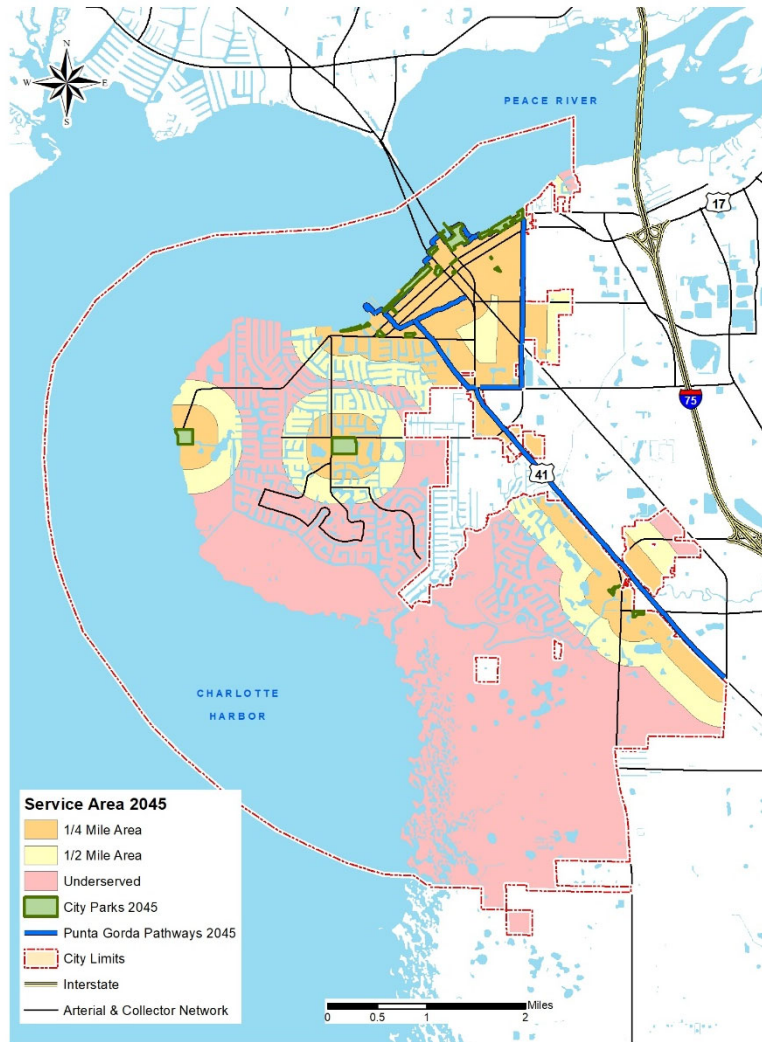 N
W E
S
PEACE RIVER
17
75
41
CHARLOTTE
HARBOR
Service Area 2045
1/4 Mile Area
1/2 Mile Area
Underserved
City Parks 2045
Punta Gorda Pathways 2045
City Limits
Interstate
Arterial & Collector Network
Miles
0 0.5 1 2